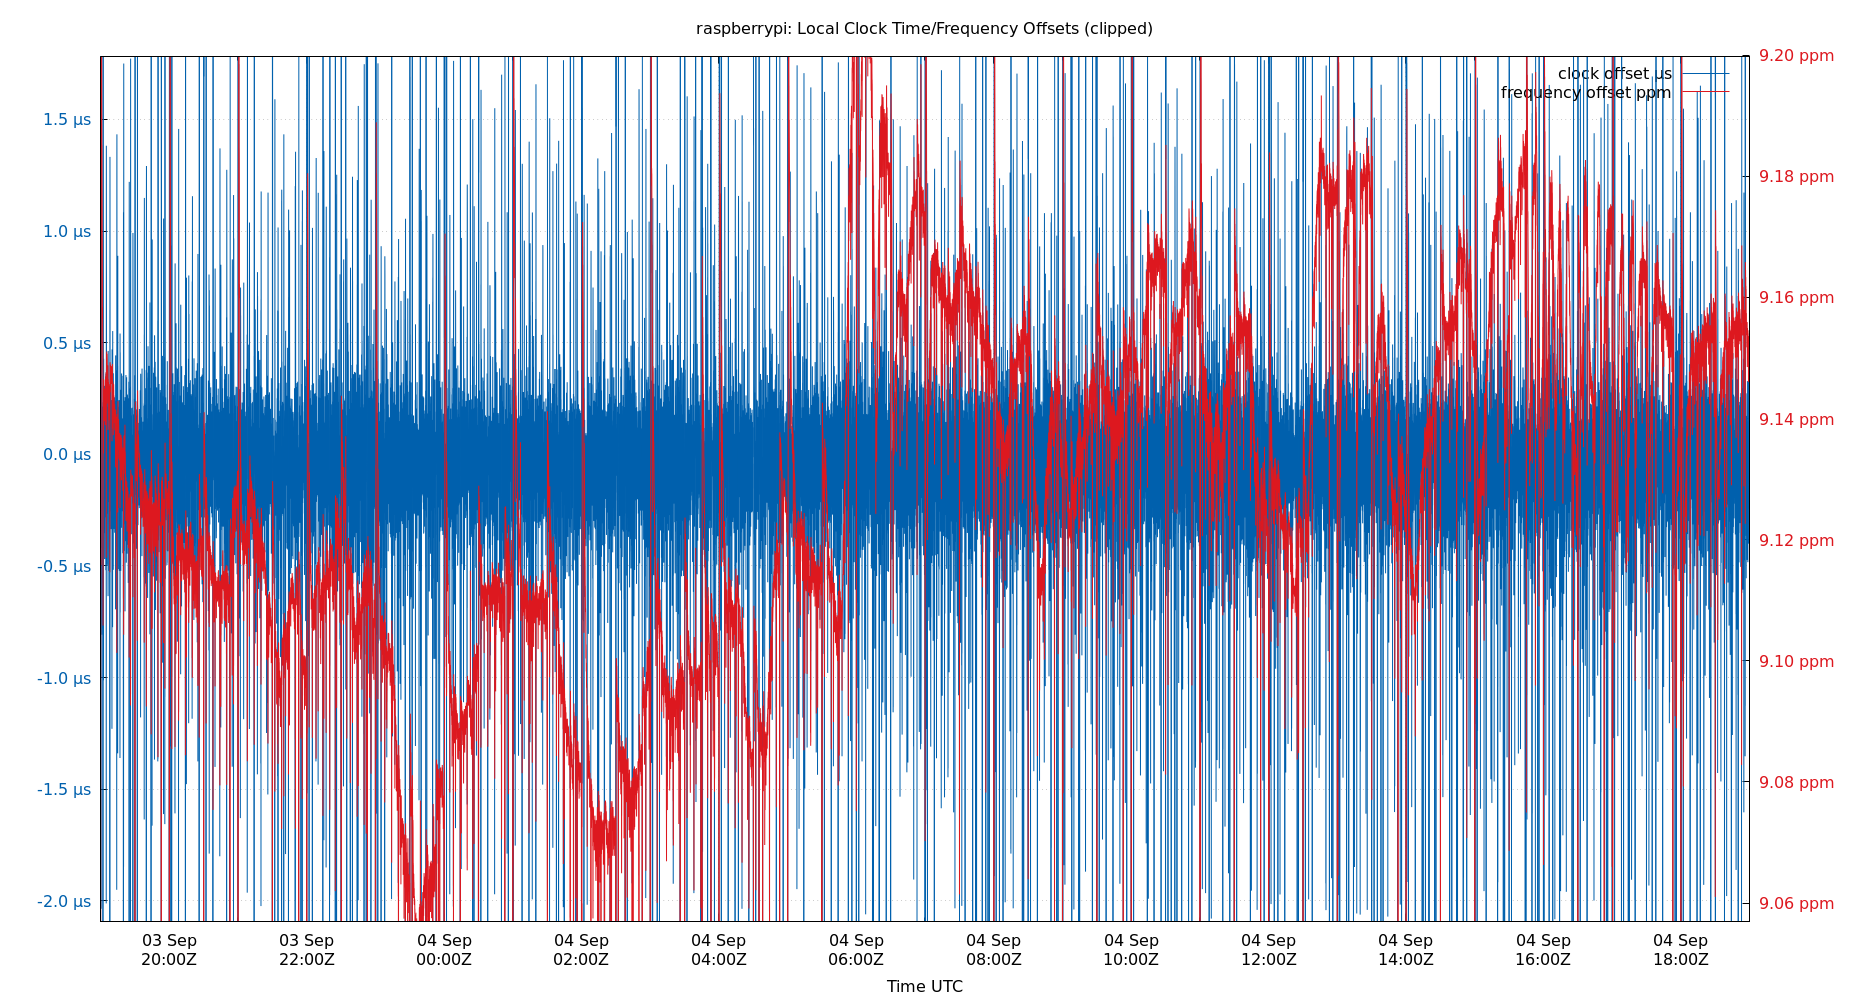 raspberrypi: Local Clock Time/Frequency Offsets (clipped)
9.20 ppm
clock offset µs
frequency offset ppm
1.5 µs
9.18 ppm
1.0 µs
9.16 ppm
0.5 µs
9.14 ppm
0.0 µs
9.12 ppm
-0.5 µs
9.10 ppm
-1.0 µs
9.08 ppm
-1.5 µs
9.06 ppm
-2.0 µs
03 Sep 03 Sep 04 Sep 04 Sep 04 Sep 04 Sep 04 Sep 04 Sep 04 Sep 04 Sep 04 Sep 04 Sep
20:00Z 22:00Z 00:00Z 02:00Z 04:00Z 06:00Z 08:00Z 10:00Z 12:00Z 14:00Z 16:00Z 18:00Z
Time UTC